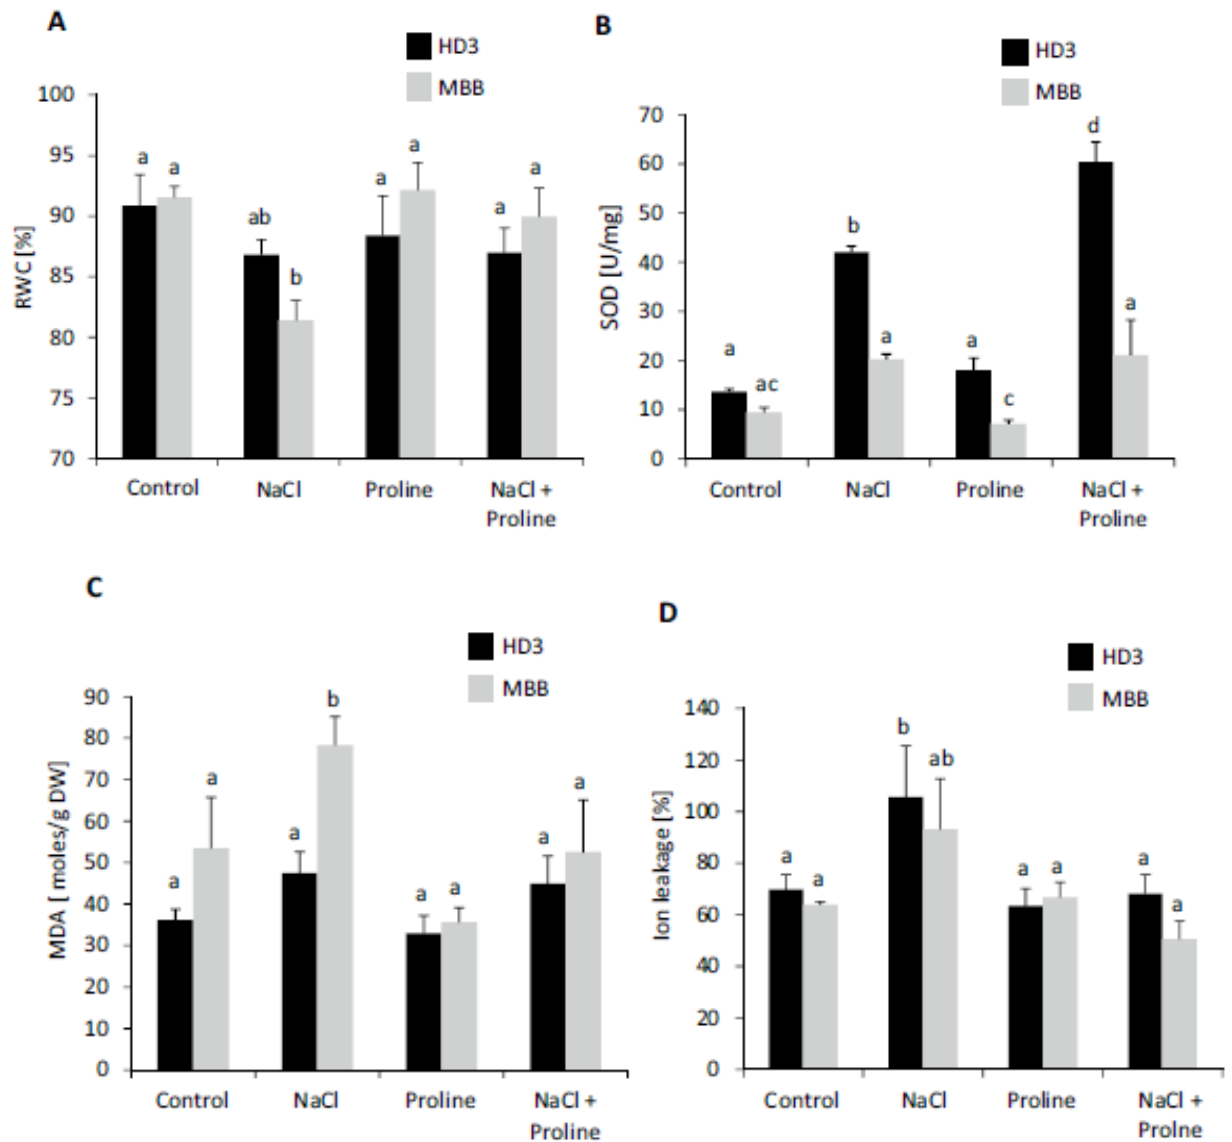 A
HD3
MBB
RWC [%]
100
95
90
85
80
75
70
a
a
ab
b
a
a
a
a
Control
NaCl
Proline
NaCl +
Proline
B
HD3
MBB
SOD [U/mg]
70
60
50
40
30
20
10
0
a
ac
b
a
a
c
d
a
Control
NaCl
Proline
NaCl +
Proline
C
HD3
MBB
MDA [ moles/g DW]
90
80
70
60
50
40
30
20
10
0
a
a
a
b
a
a
a
a
Control
NaCl
Proline
NaCl +
Proline
D
HD3
MBB
Ion leakage [%]
140
120
100
80
60
40
20
0
a
a
b
ab
a
a
a
a
Control
NaCl
Proline
NaCl +
Prolne